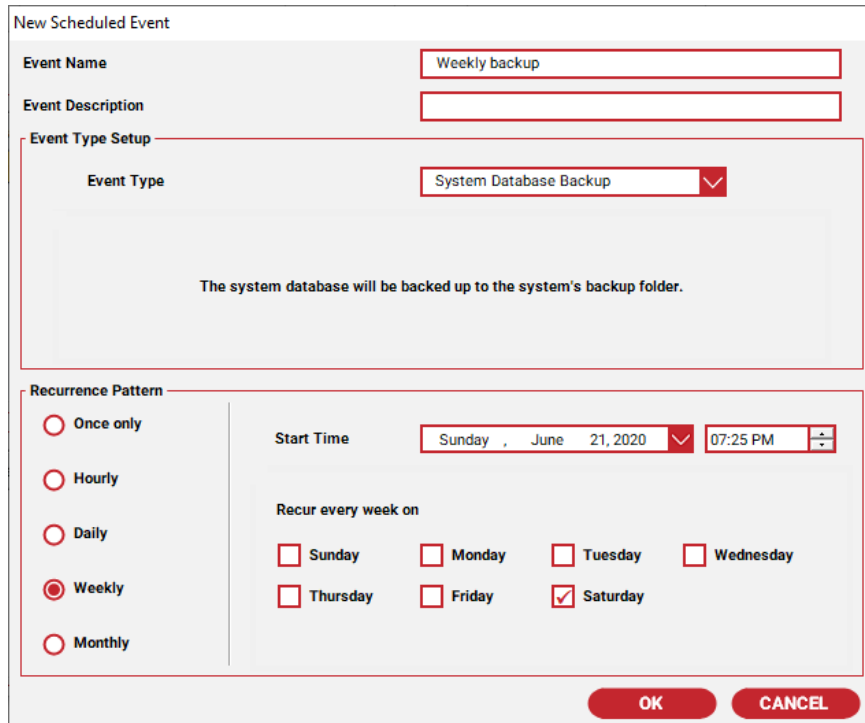 New Scheduled Event
Event Name
Weekly backup
Event Description
Event Type Setup
Event Type
System Database Backup
The system database will be backed up to the system's backup folder.
Recurrence Pattern
Once only
Hourly
Daily
Weekly
Monthly
Start Time
Sunday , June 21, 2020
07:25 PM
Recur every week on
Sunday
Monday
Tuesday
Wednesday
Thursday
Friday
Saturday
OK
CANCEL